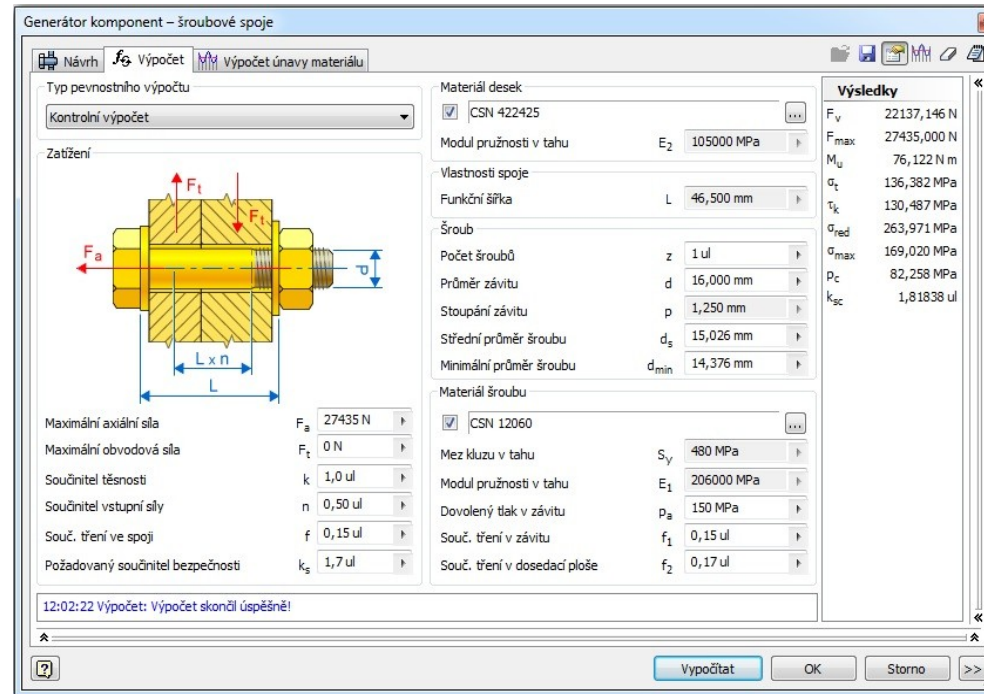 Generátor komponent – šroubové spoje
Návrh
Výpočet
Výpočet únavy materiálu
Typ pevnostního výpočtu
Kontrolní výpočet
Zatížení
Ft
Ft
Fa
d
L x n
L
Maximální axiální síla Fa 27435 N
Maximální obvodová síla Ft 0 N
Součinitel těsnosti k 1,0 ul
Součinitel vstupní síly n 0,50 ul
Souč. tření ve spoji f 0,15 ul
Požadovaný součinitel bezpečnosti ks 1,7 ul
Materiál desek
CSN 422425 ...
Modul pružnosti v tahu E2 105000 MPa
Vlastnosti spoje
Funkční šířka L 46,500 mm
Šroub
Počet šroubů z 1 ul
Průměr závitu d 16,000 mm
Stoupání závitu p 1,250 mm
Střední průměr šroubu ds 15,026 mm
Minimální průměr šroubu dmin 14,376 mm
Materiál šroubu
CSN 12060 ...
Mez kluzu v tahu Sy 480 MPa
Modul pružnosti v tahu E1 206000 MPa
Dovolený tlak v závitu pa 150 MPa
Souč. tření v závitu f1 0,15 ul
Souč. tření v dosedací ploše f2 0,17 ul
Výsledky
Fv 22137,146 N
Fmax 27435,000 N
Mu 76,122 N m
σt 136,382 MPa
τk 130,487 MPa
σred 263,971 MPa
σmax 169,020 MPa
pc 82,258 MPa
ksc 1,81838 ul
12:02:22 Výpočet: Výpočet skončil úspěšně!
Vypočítat
OK
Storno
>>